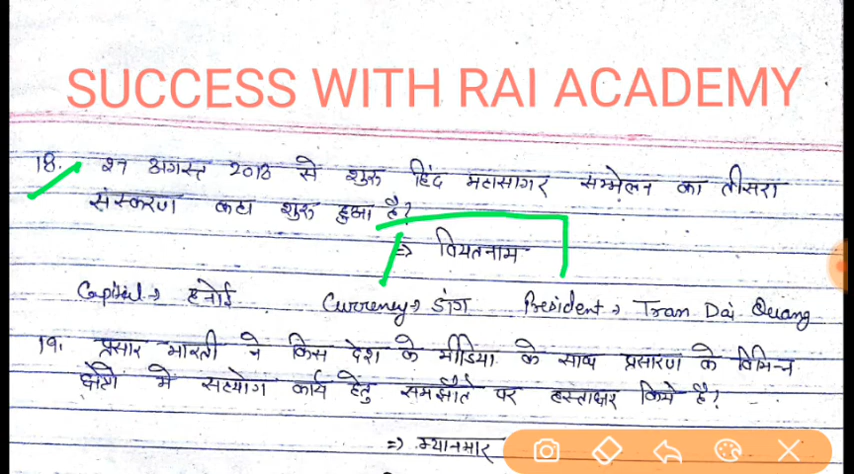 SUCCESS WITH RAI ACADEMY
18. 27 अगस्त 2018 से शुरू हिंद महासागर सम्मेलन का तीसरा
संस्करण कहा शुरू हुआ है?
⇒ वियतनाम
Capital → हनोई Currency → डांग President → Tran Dai Quang
19. प्रसार भारती ने किस देश के मीडिया के साथ प्रसारण के विभिन्न
क्षेत्रो में सहयोग कार्य हेतु समझौते पर हस्ताक्षर किये है?
⇒ म्यानमार